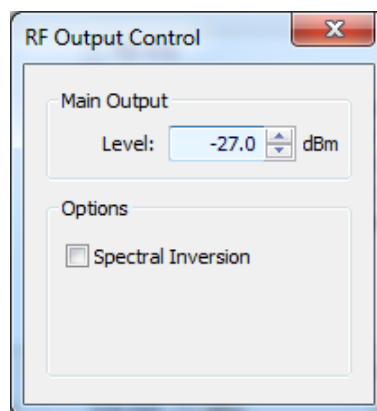 RF Output Control
Main Output
Level: -27.0 dBm
Options
Spectral Inversion